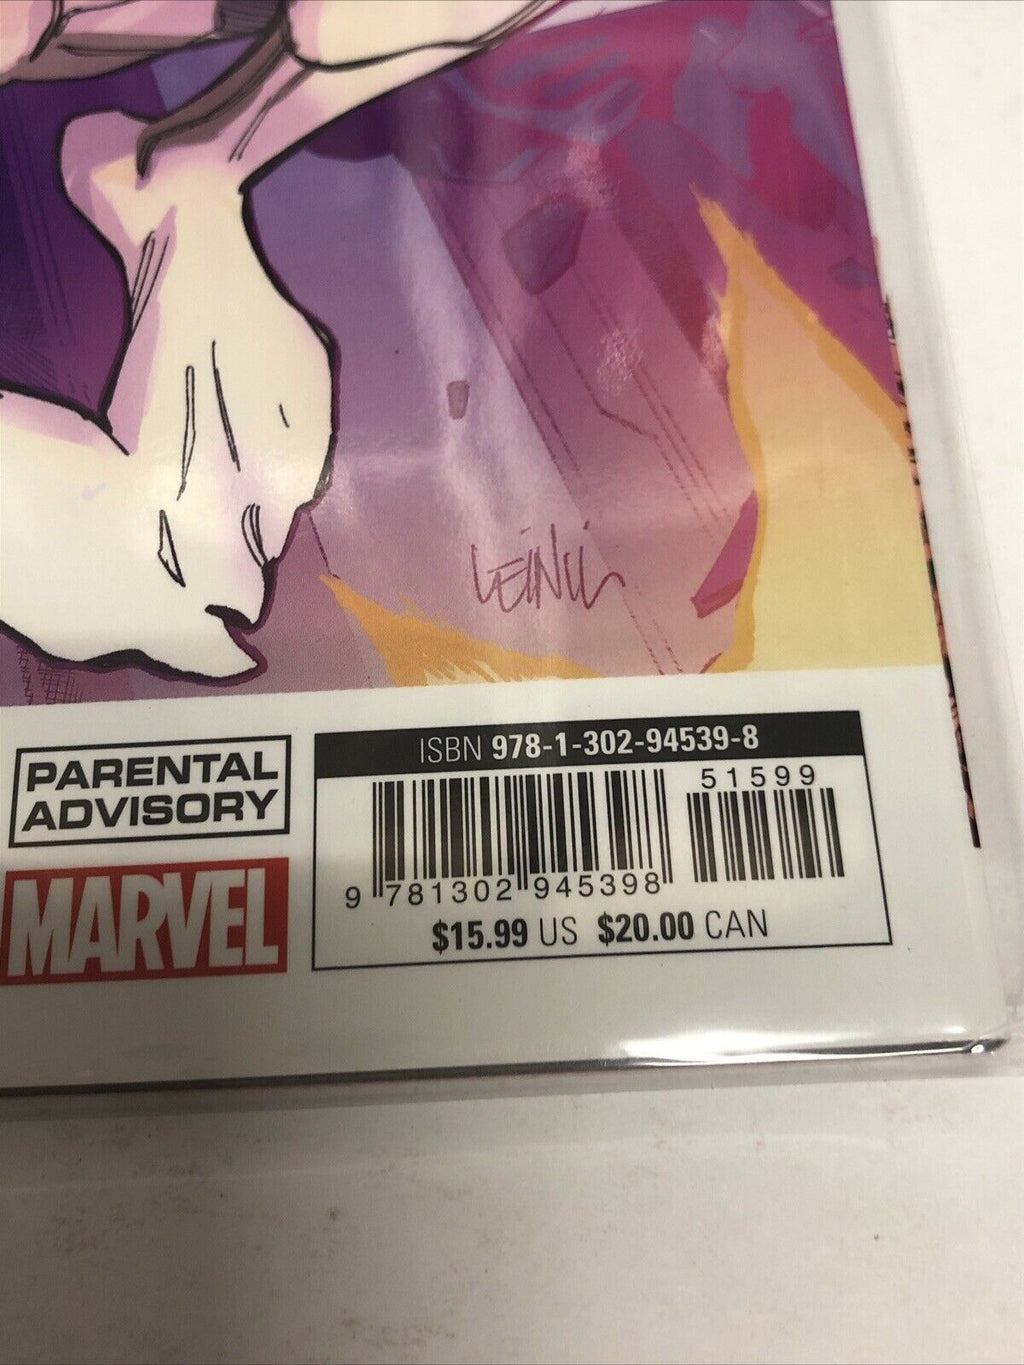 LEINIL
PARENTAL
ADVISORY
MARVEL
ISBN 978-1-302-94539-8
51599
9 781302 945398
$15.99 US $20.00 CAN